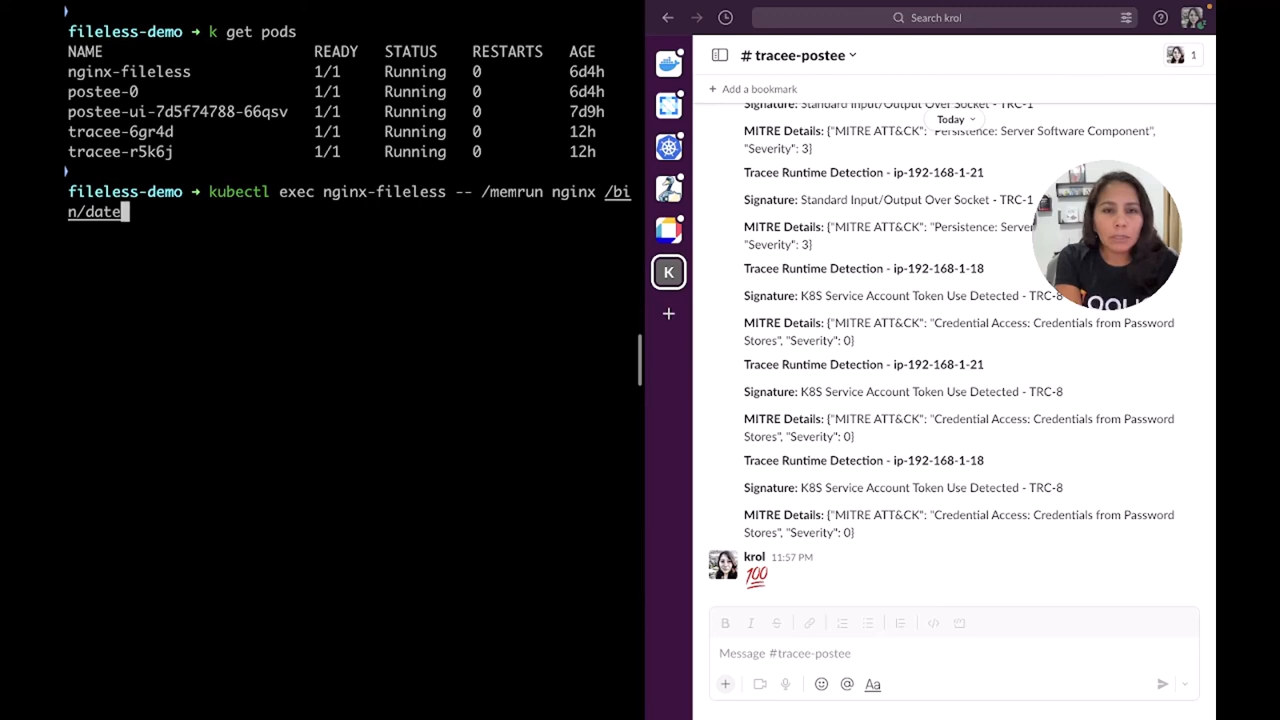 fileless-demo → k get pods
NAME READY STATUS RESTARTS AGE
nginx-fileless 1/1 Running 0 6d4h
postee-0 1/1 Running 0 6d4h
postee-ui-7d5f74788-66qsv 1/1 Running 0 7d9h
tracee-6gr4d 1/1 Running 0 12h
tracee-r5k6j 1/1 Running 0 12h
fileless-demo → kubectl exec nginx-fileless -- /memrun nginx /bi
n/date
Search krol
# tracee-postee
1
+ Add a bookmark
Signature: Standard Input/Output Over Socket - TRC-1
Today
MITRE Details: {"MITRE ATT&CK": "Persistence: Server Software Component",
"Severity": 3}
Tracee Runtime Detection - ip-192-168-1-21
Signature: Standard Input/Output Over Socket - TRC-1
MITRE Details: {"MITRE ATT&CK": "Persistence: Server
"Severity": 3}
Tracee Runtime Detection - ip-192-168-1-18
Signature: K8S Service Account Token Use Detected - TRC-8
MITRE Details: {"MITRE ATT&CK": "Credential Access: Credentials from Password
Stores", "Severity": 0}
Tracee Runtime Detection - ip-192-168-1-21
Signature: K8S Service Account Token Use Detected - TRC-8
MITRE Details: {"MITRE ATT&CK": "Credential Access: Credentials from Password
Stores", "Severity": 0}
Tracee Runtime Detection - ip-192-168-1-18
Signature: K8S Service Account Token Use Detected - TRC-8
MITRE Details: {"MITRE ATT&CK": "Credential Access: Credentials from Password
Stores", "Severity": 0}
krol 11:57 PM
100
K
B I S
Message #tracee-postee
+ @ Aa